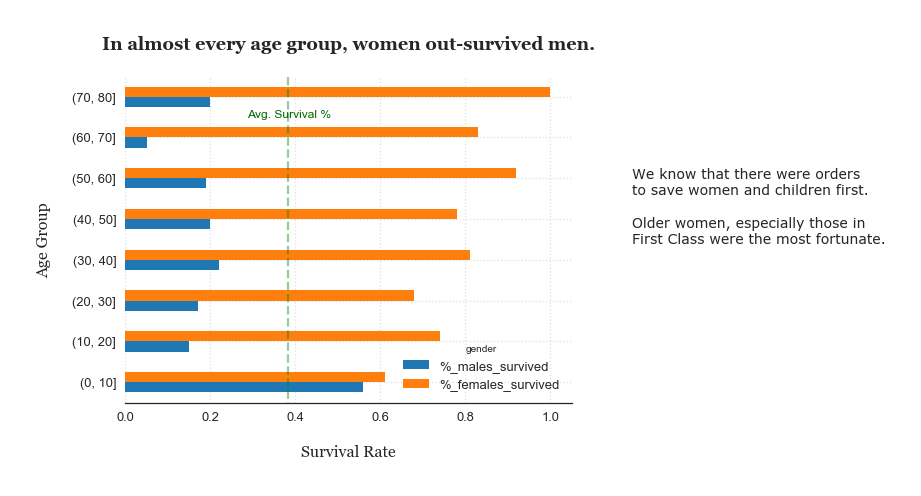 In almost every age group, women out-survived men.
Age Group
(70, 80]
(60, 70]
(50, 60]
(40, 50]
(30, 40]
(20, 30]
(10, 20]
(0, 10]
Avg. Survival %
gender
%_males_survived
%_females_survived
0.0 0.2 0.4 0.6 0.8 1.0
Survival Rate
We know that there were orders
to save women and children first.
Older women, especially those in
First Class were the most fortunate.